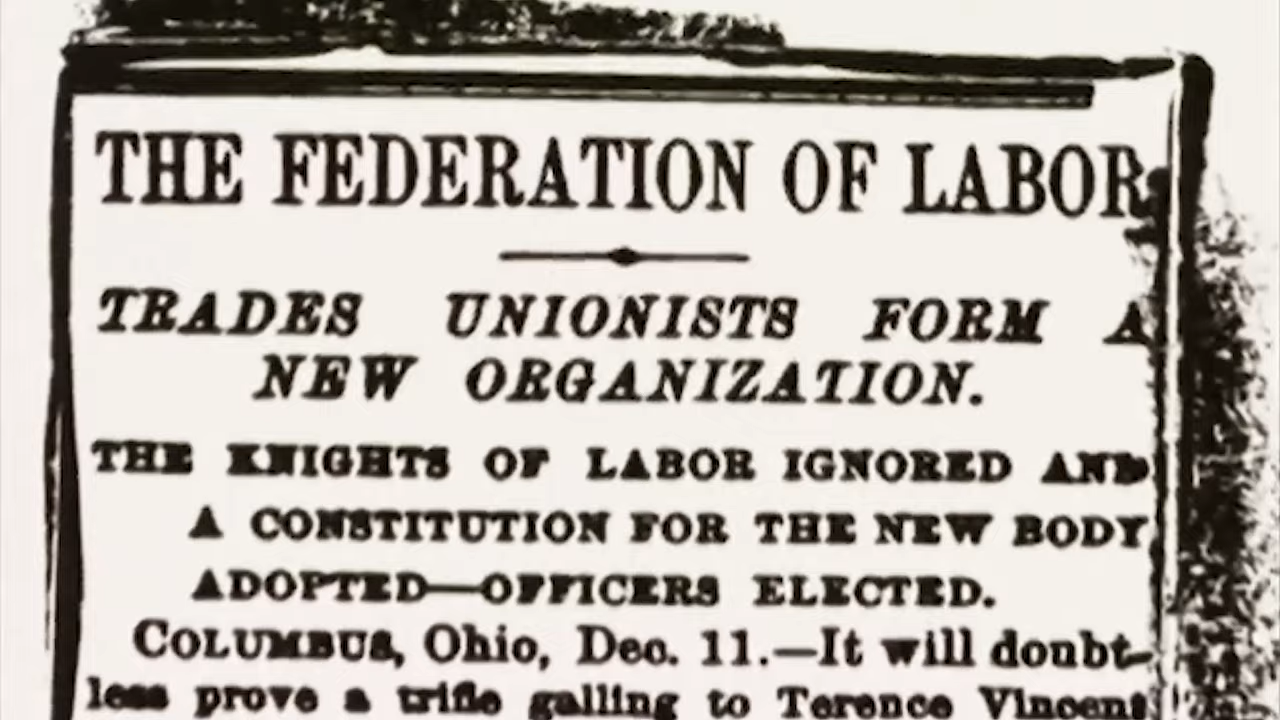 THE FEDERATION OF LABOR
TRADES UNIONISTS FORM A
NEW ORGANIZATION.
THE KNIGHTS OF LABOR IGNORED AND
A CONSTITUTION FOR THE NEW BODY
ADOPTED—OFFICERS ELECTED.
COLUMBUS, Ohio, Dec. 11.—It will doubt-
less prove a trifle galling to Terence Vincent